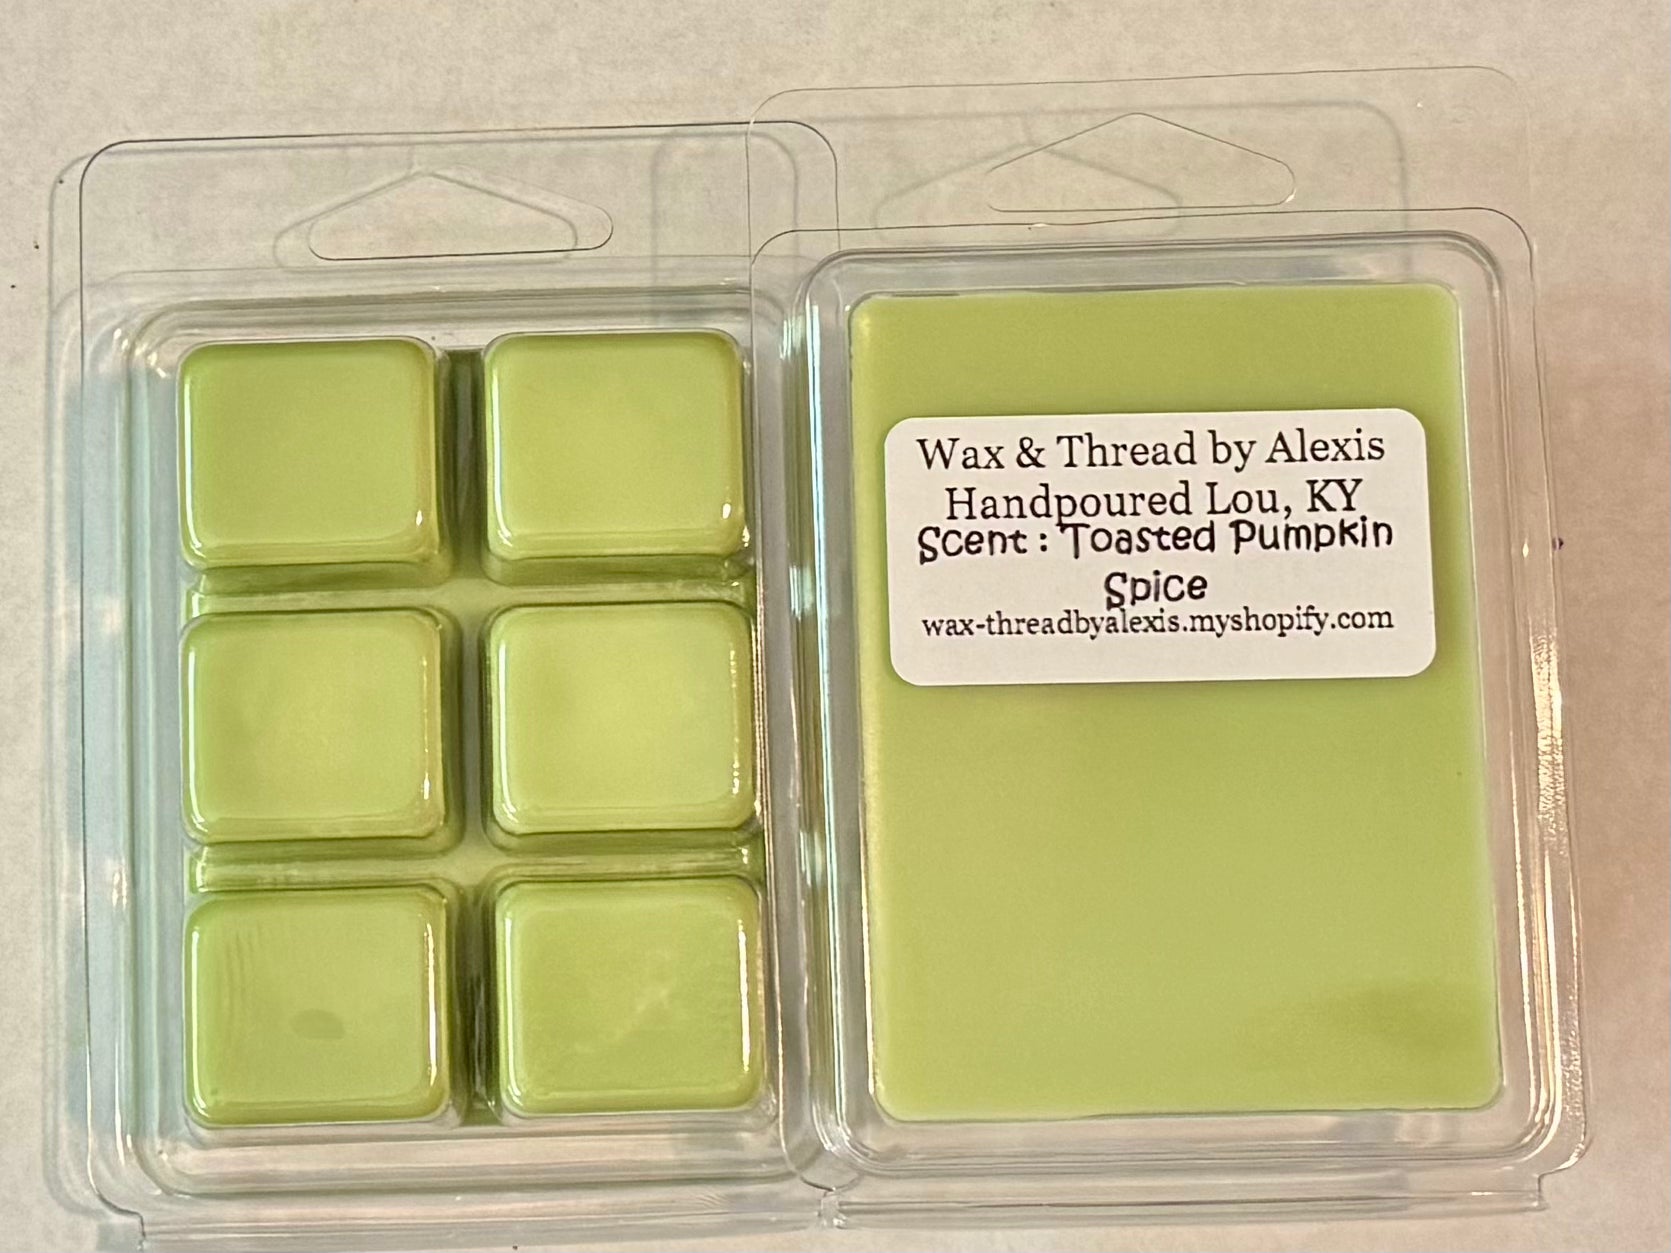 Wax & Thread by Alexis
Handpoured Lou, KY
Scent: Toasted Pumpkin
Spice
wax-threadbyalexis.myshopify.com